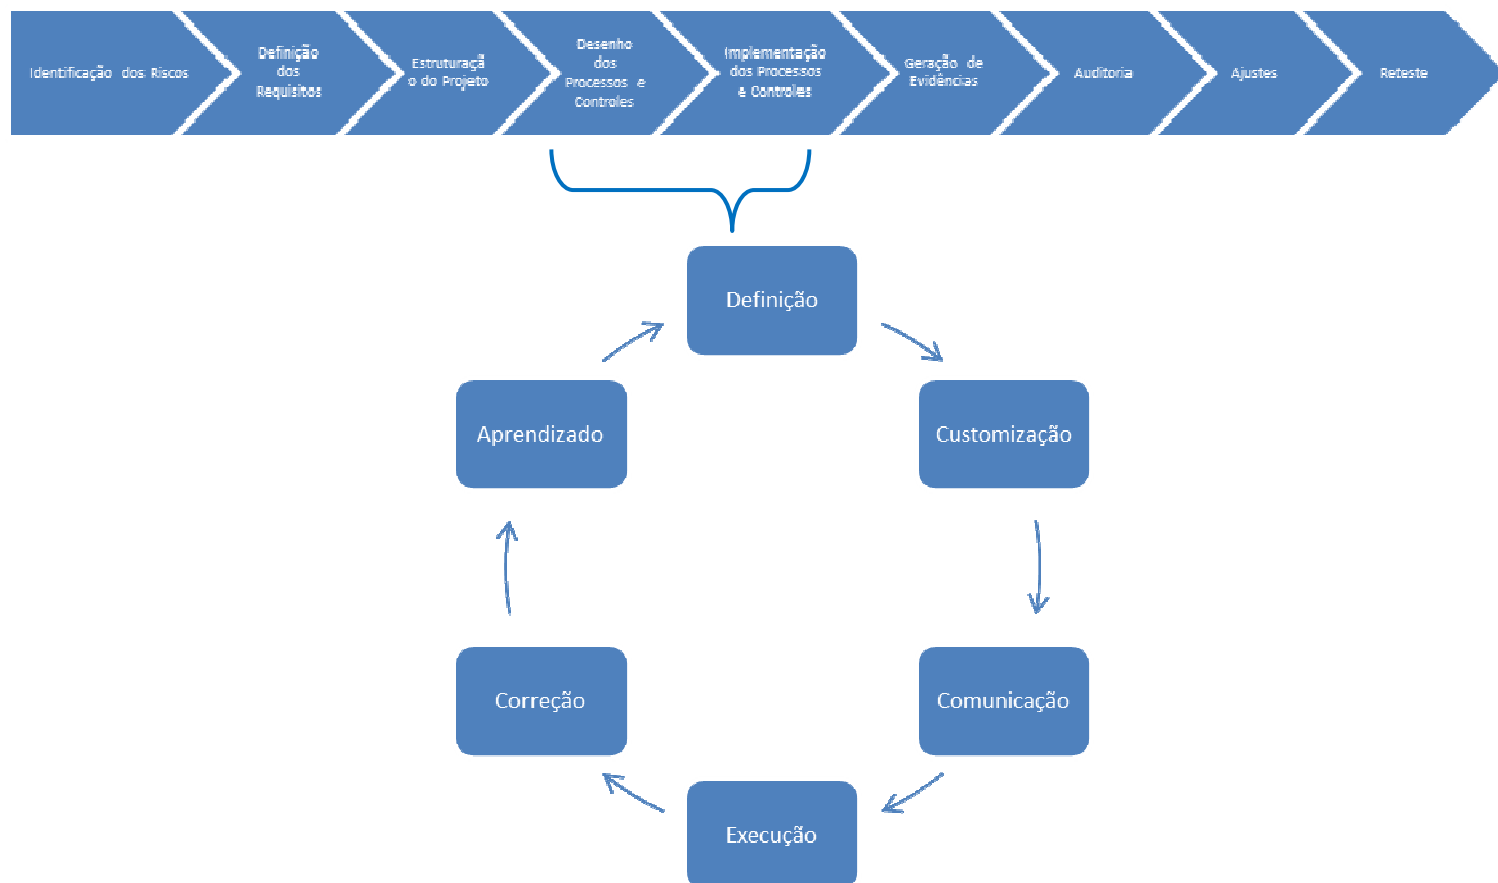 Identificação dos Riscos
Definição
dos
Requisitos
Estruturaçã
o do Projeto
Desenho
dos
Processos e
Controles
Implementação
dos Processos
e Controles
Geração de
Evidências
Auditoria
Ajustes
Reteste
Definição
Customização
Comunicação
Execução
Correção
Aprendizado